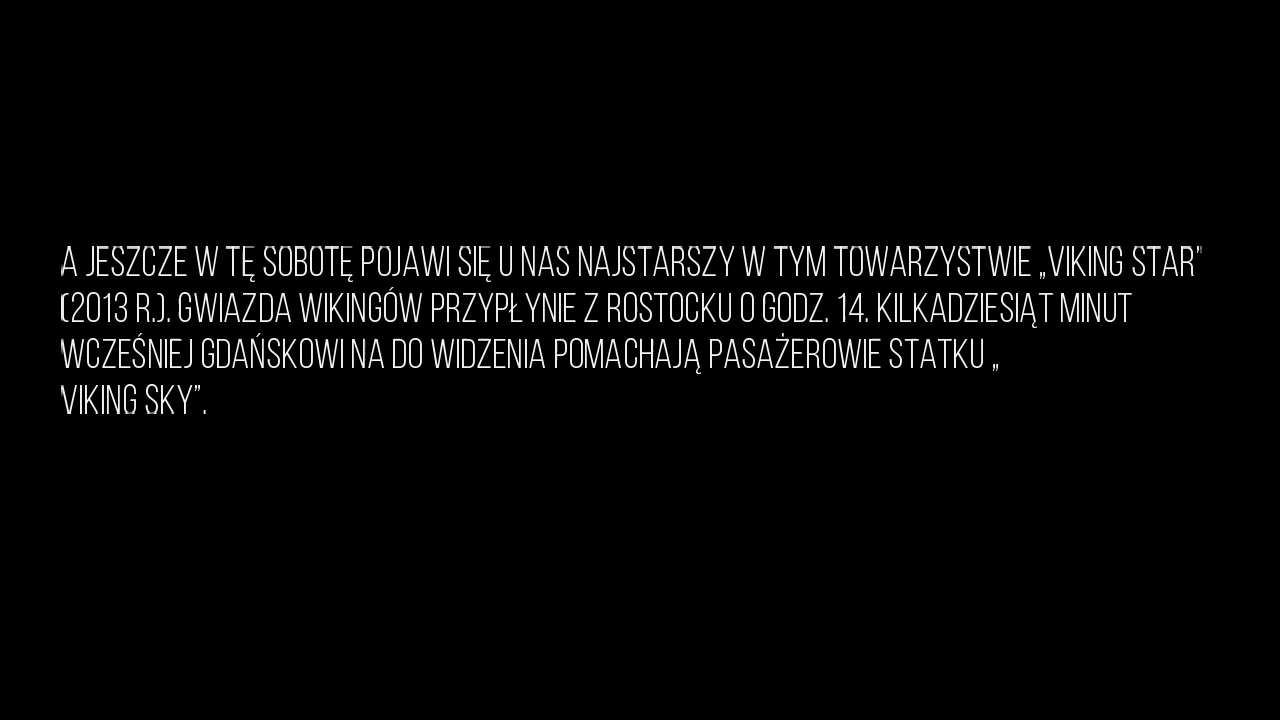 A JESZCZE W TĘ SOBOTĘ POJAWI SIĘ U NAS NAJSTARSZY W TYM TOWARZYSTWIE „VIKING STAR”
(2013 R.). GWIAZDA WIKINGÓW PRZYPŁYNIE Z ROSTOCKU O GODZ. 14. KILKADZIESIĄT MINUT
WCZEŚNIEJ GDAŃSKOWI NA DO WIDZENIA POMACHAJĄ PASAŻEROWIE STATKU „
VIKING SKY”.